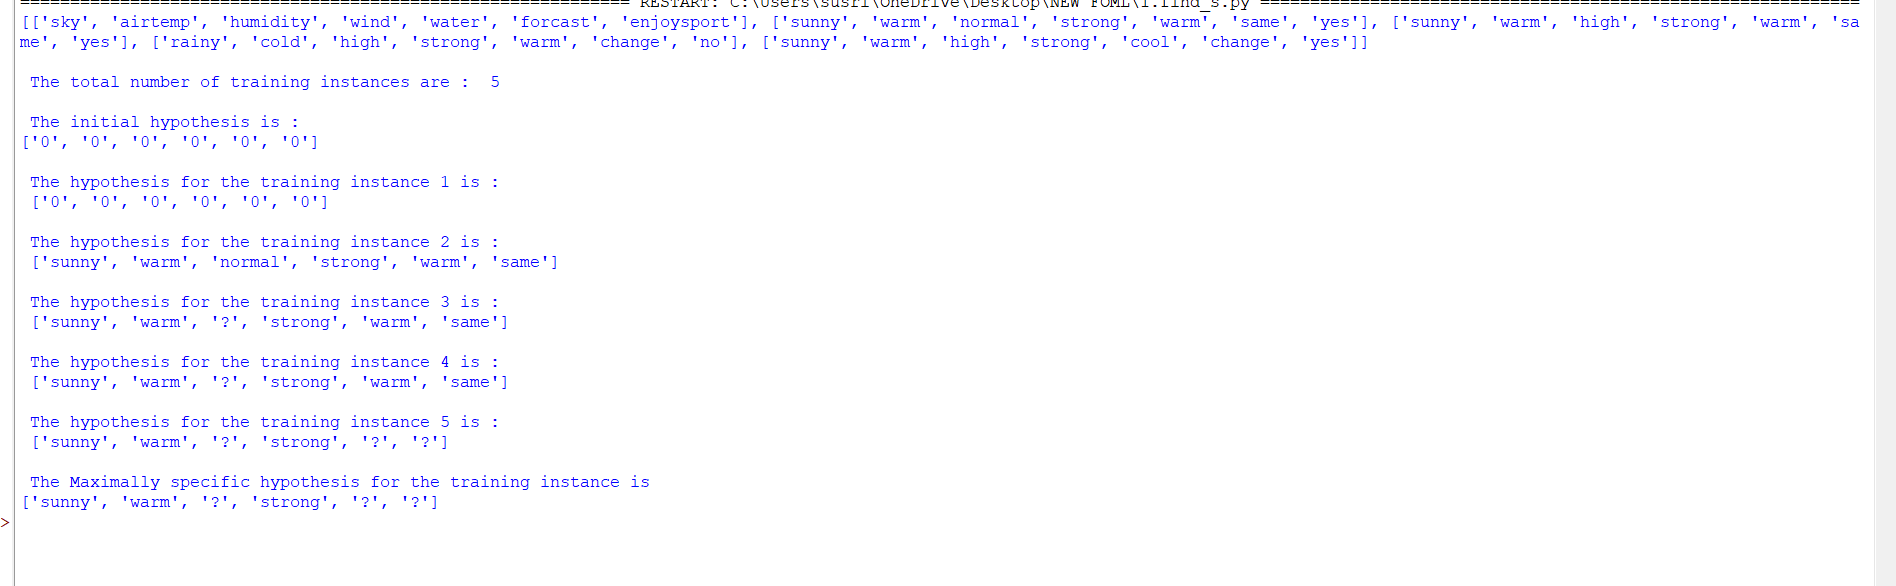 ============================================================= RESTART: C:\Users\susri\OneDrive\Desktop\NEW FOML\1.find_s.py ============================================================
[['sky', 'airtemp', 'humidity', 'wind', 'water', 'forcast', 'enjoysport'], ['sunny', 'warm', 'normal', 'strong', 'warm', 'same', 'yes'], ['sunny', 'warm', 'high', 'strong', 'warm', 'sa
me', 'yes'], ['rainy', 'cold', 'high', 'strong', 'warm', 'change', 'no'], ['sunny', 'warm', 'high', 'strong', 'cool', 'change', 'yes']]
The total number of training instances are :  5
The initial hypothesis is :
['0', '0', '0', '0', '0', '0']
The hypothesis for the training instance 1 is :
['0', '0', '0', '0', '0', '0']
The hypothesis for the training instance 2 is :
['sunny', 'warm', 'normal', 'strong', 'warm', 'same']
The hypothesis for the training instance 3 is :
['sunny', 'warm', '?', 'strong', 'warm', 'same']
The hypothesis for the training instance 4 is :
['sunny', 'warm', '?', 'strong', 'warm', 'same']
The hypothesis for the training instance 5 is :
['sunny', 'warm', '?', 'strong', '?', '?']
The Maximally specific hypothesis for the training instance is
['sunny', 'warm', '?', 'strong', '?', '?']
>